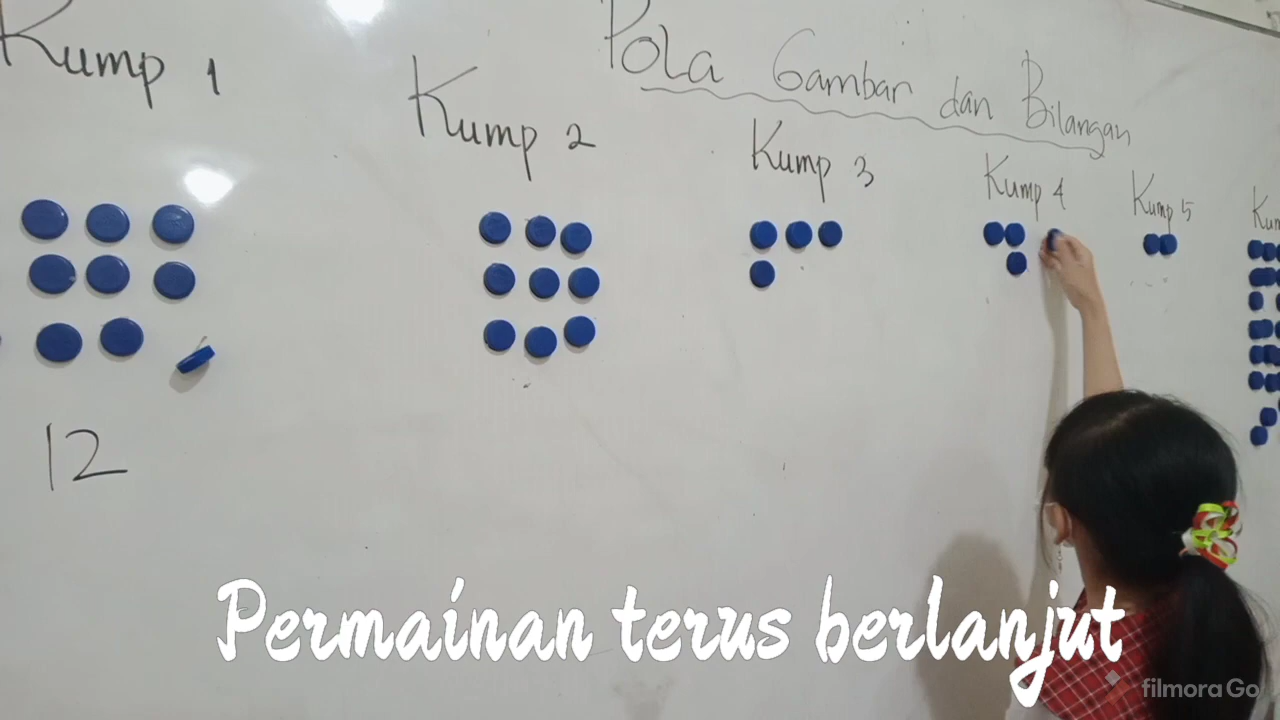 Pola Gambar dan Bilangan
Kump 1
Kump 2
Kump 3
Kump 4
Kump 5
Kum
12
Permainan terus berlanjut
filmora Go